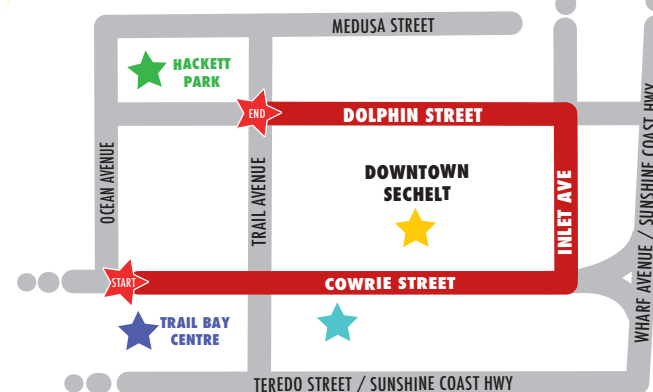 MEDUSA STREET
HACKETT
PARK
END
DOLPHIN STREET
OCEAN AVENUE
TRAIL AVENUE
DOWNTOWN
SECHELT
INLET AVE
WHARF AVENUE / SUNSHINE COAST HWY
START
COWRIE STREET
TRAIL BAY
CENTRE
TEREDO STREET / SUNSHINE COAST HWY